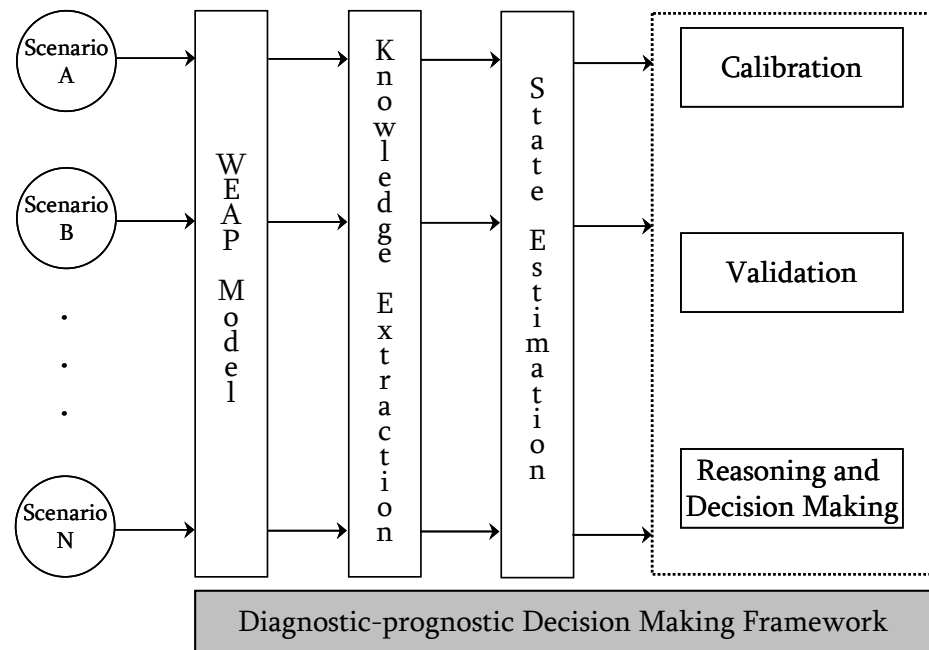 Scenario
A
Scenario
B
.
.
.
Scenario
N
WEAP Model
Knowledge Extraction
State Estimation
Calibration
Validation
Reasoning and
Decision Making
Diagnostic-prognostic Decision Making Framework